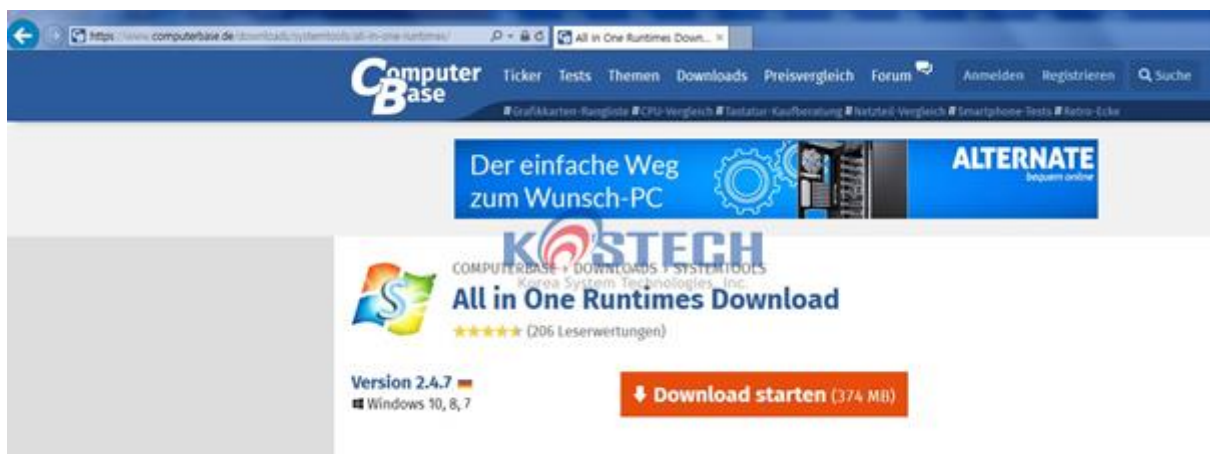 https://www.computerbase.de/downloads/systemtools/all-in-one-runtimes/
All in One Runtimes Down...
ComputerBase
Ticker Tests Themen Downloads Preisvergleich Forum Anmelden Registrieren Suche
#Grafikkarten-Rangliste #CPU-Vergleich #Tastatur-Kaufberatung #Netzteil-Vergleich #Smartphone-Tests #Retro-Ecke
Der einfache Weg
zum Wunsch-PC
ALTERNATE
bequem online
KOSTECH
Korea System Technologies, Inc.
COMPUTERBASE › DOWNLOADS › SYSTEMTOOLS
All in One Runtimes Download
(206 Leserwertungen)
Version 2.4.7
Windows 10, 8, 7
Download starten (374 MB)